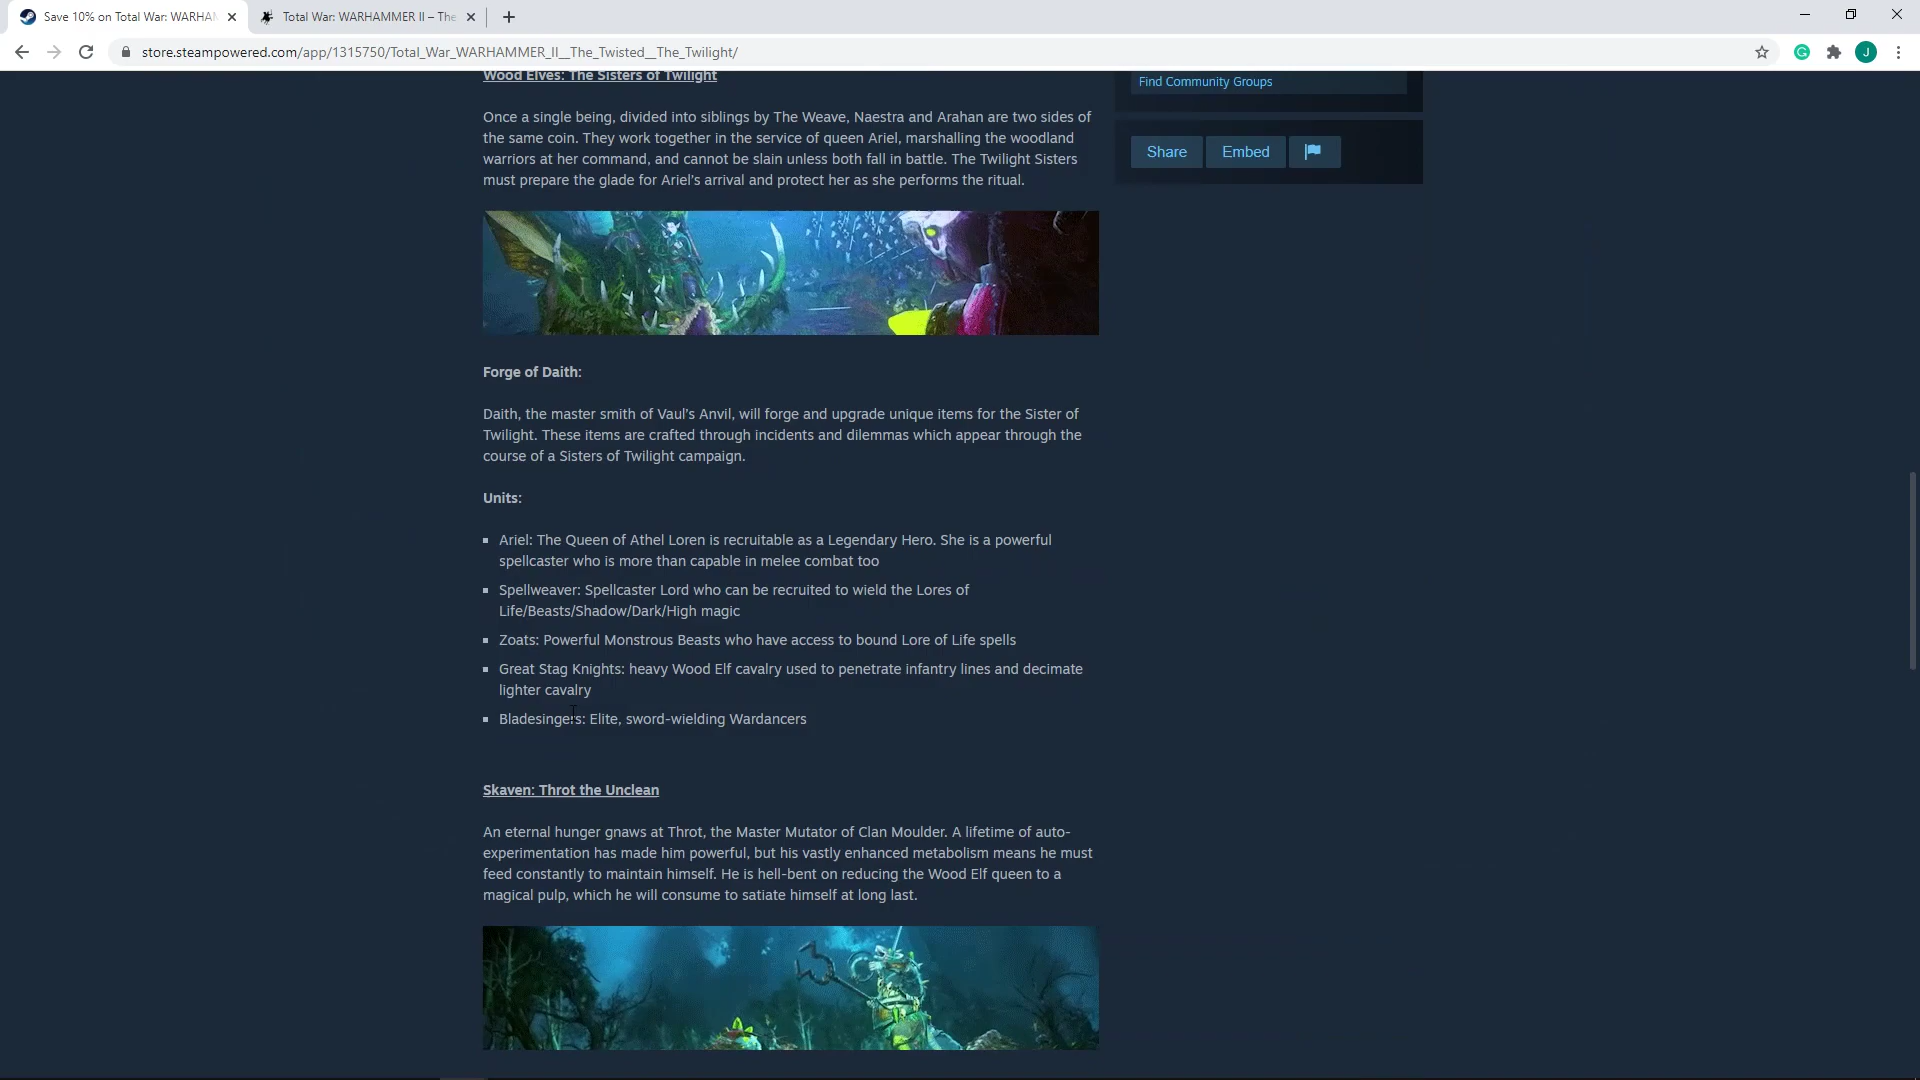 Save 10% on Total War: WARHAM
Total War: WARHAMMER II – The
store.steampowered.com/app/1315750/Total_War_WARHAMMER_II__The_Twisted__The_Twilight/
J
Wood Elves: The Sisters of Twilight
Find Community Groups
Once a single being, divided into siblings by The Weave, Naestra and Arahan are two sides of
the same coin. They work together in the service of queen Ariel, marshalling the woodland
warriors at her command, and cannot be slain unless both fall in battle. The Twilight Sisters
must prepare the glade for Ariel's arrival and protect her as she performs the ritual.
Share
Embed
Forge of Daith:
Daith, the master smith of Vaul's Anvil, will forge and upgrade unique items for the Sister of
Twilight. These items are crafted through incidents and dilemmas which appear through the
course of a Sisters of Twilight campaign.
Units:
Ariel: The Queen of Athel Loren is recruitable as a Legendary Hero. She is a powerful
spellcaster who is more than capable in melee combat too
Spellweaver: Spellcaster Lord who can be recruited to wield the Lores of
Life/Beasts/Shadow/Dark/High magic
Zoats: Powerful Monstrous Beasts who have access to bound Lore of Life spells
Great Stag Knights: heavy Wood Elf cavalry used to penetrate infantry lines and decimate
lighter cavalry
Bladesingers: Elite, sword-wielding Wardancers
Skaven: Throt the Unclean
An eternal hunger gnaws at Throt, the Master Mutator of Clan Moulder. A lifetime of auto-
experimentation has made him powerful, but his vastly enhanced metabolism means he must
feed constantly to maintain himself. He is hell-bent on reducing the Wood Elf queen to a
magical pulp, which he will consume to satiate himself at long last.